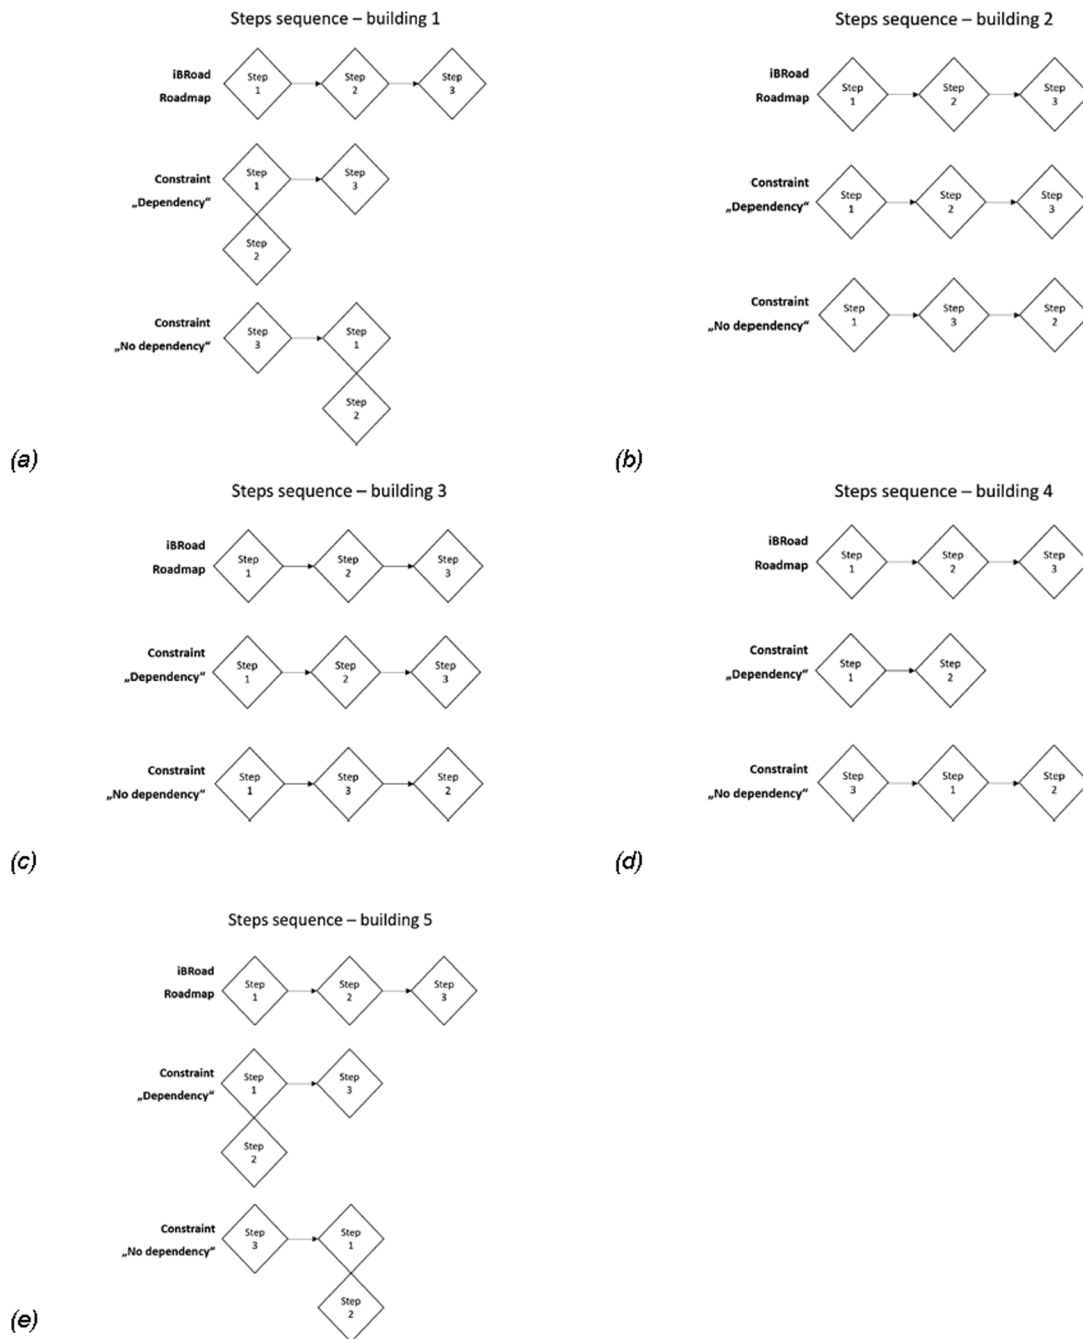 Steps sequence – building 1
iBRoad
Roadmap
Step
1
Step
2
Step
3
Constraint
„Dependency“
Step
1
Step
3
Step
2
Constraint
„No dependency“
Step
3
Step
1
Step
2
(a)
Steps sequence – building 2
iBRoad
Roadmap
Step
1
Step
2
Step
3
Constraint
„Dependency“
Step
1
Step
2
Step
3
Constraint
„No dependency“
Step
1
Step
3
Step
2
(b)
Steps sequence – building 3
iBRoad
Roadmap
Step
1
Step
2
Step
3
Constraint
„Dependency“
Step
1
Step
2
Step
3
Constraint
„No dependency“
Step
1
Step
3
Step
2
(c)
Steps sequence – building 4
iBRoad
Roadmap
Step
1
Step
2
Step
3
Constraint
„Dependency“
Step
1
Step
2
Constraint
„No dependency“
Step
3
Step
1
Step
2
(d)
Steps sequence – building 5
iBRoad
Roadmap
Step
1
Step
2
Step
3
Constraint
„Dependency“
Step
1
Step
3
Step
2
Constraint
„No dependency“
Step
3
Step
1
Step
2
(e)